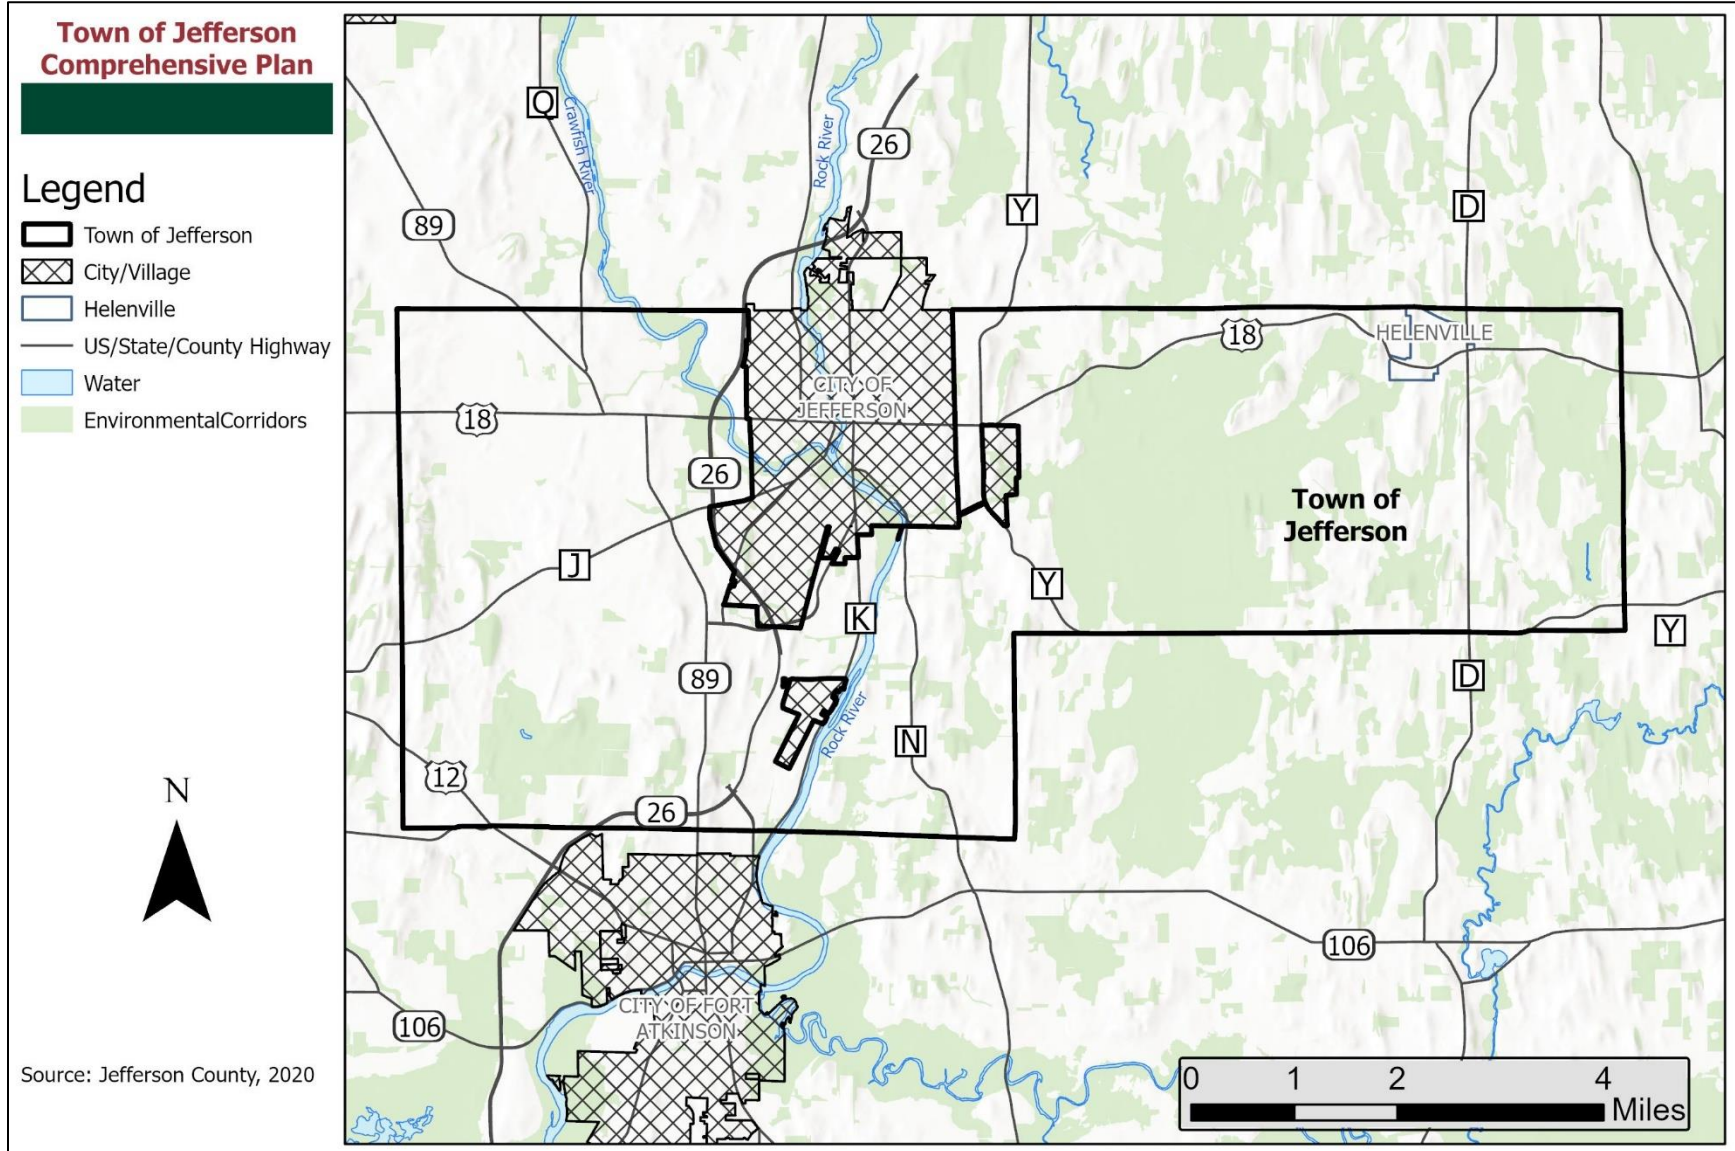 Town of Jefferson
Comprehensive Plan
Legend
Town of Jefferson
City/Village
Helenville
US/State/County Highway
Water
EnvironmentalCorridors
N
Source: Jefferson County, 2020
Q
Crawfish River
Rock River
26
89
Y
D
18
HELENVILLE
CITY OF
JEFFERSON
18
26
Town of
Jefferson
J
Y
K
Y
89
D
Rock River
N
12
26
106
CITY OF FORT
ATKINSON
106
0 1 2 4
Miles